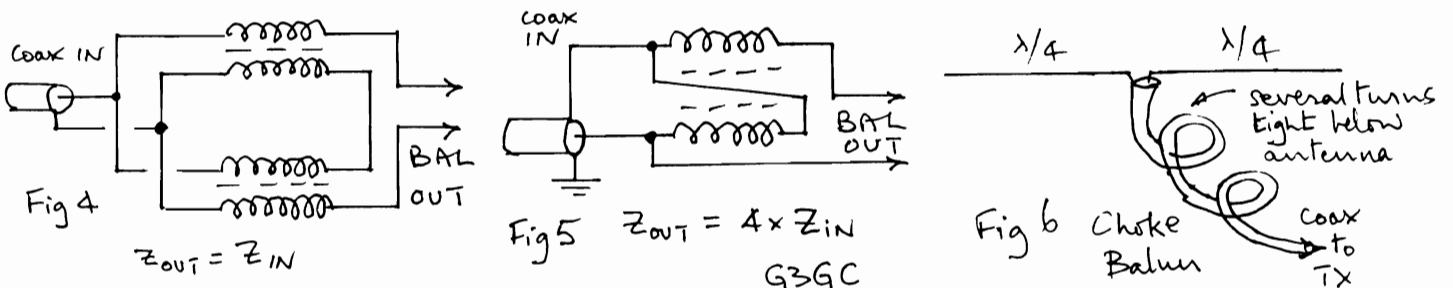 COAX IN
BAL
OUT
Fig 4
ZOUT = ZIN
COAX
IN
BAL
OUT
Fig 5 ZOUT = 4 x ZIN
G3GC
λ/4 λ/4
several turns
tight below
antenna
Fig 6 Choke
Balun
COAX
to
TX